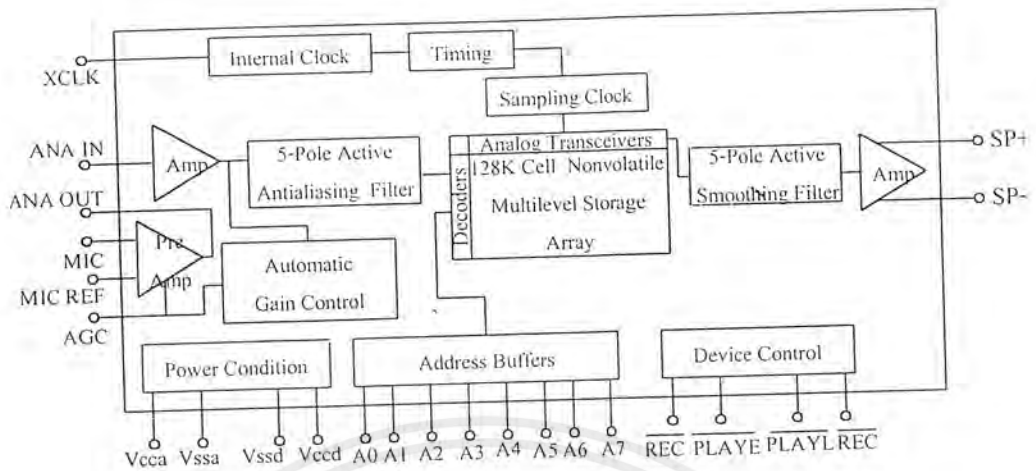 XCLK
Internal Clock
Timing
Sampling Clock
ANA IN
Amp
5-Pole Active
Antialiasing Filter
Decoders
Analog Transceivers
128K Cell Nonvolatile
Multilevel Storage
Array
5-Pole Active
Smoothing Filter
Amp
SP+
SP-
ANA OUT
MIC
Pre
Amp
MIC REF
AGC
Automatic
Gain Control
Power Condition
Address Buffers
Device Control
Vcca Vssa Vssd Vccd A0 A1 A2 A3 A4 A5 A6 A7 REC PLAYE PLAYL REC